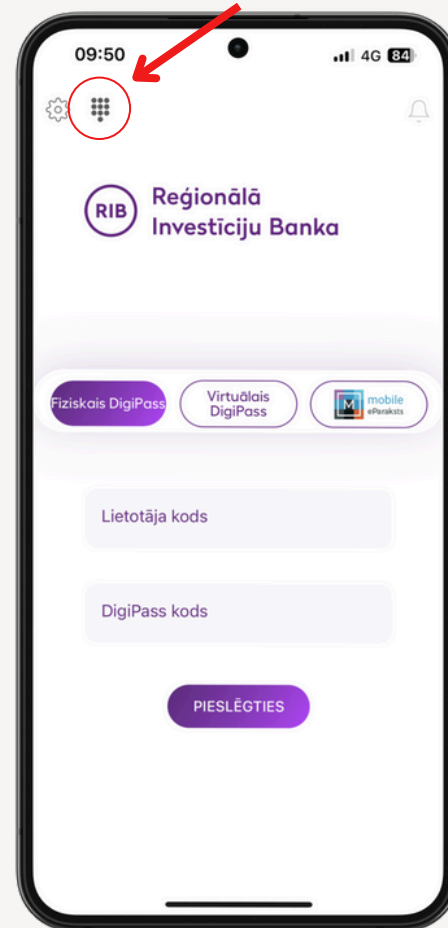 09:50
4G 84
RIB
Reģionālā
Investīciju Banka
Fiziskais DigiPass
Virtuālais
DigiPass
M mobile
eParaksts
Lietotāja kods
DigiPass kods
PIESLĒGTIES